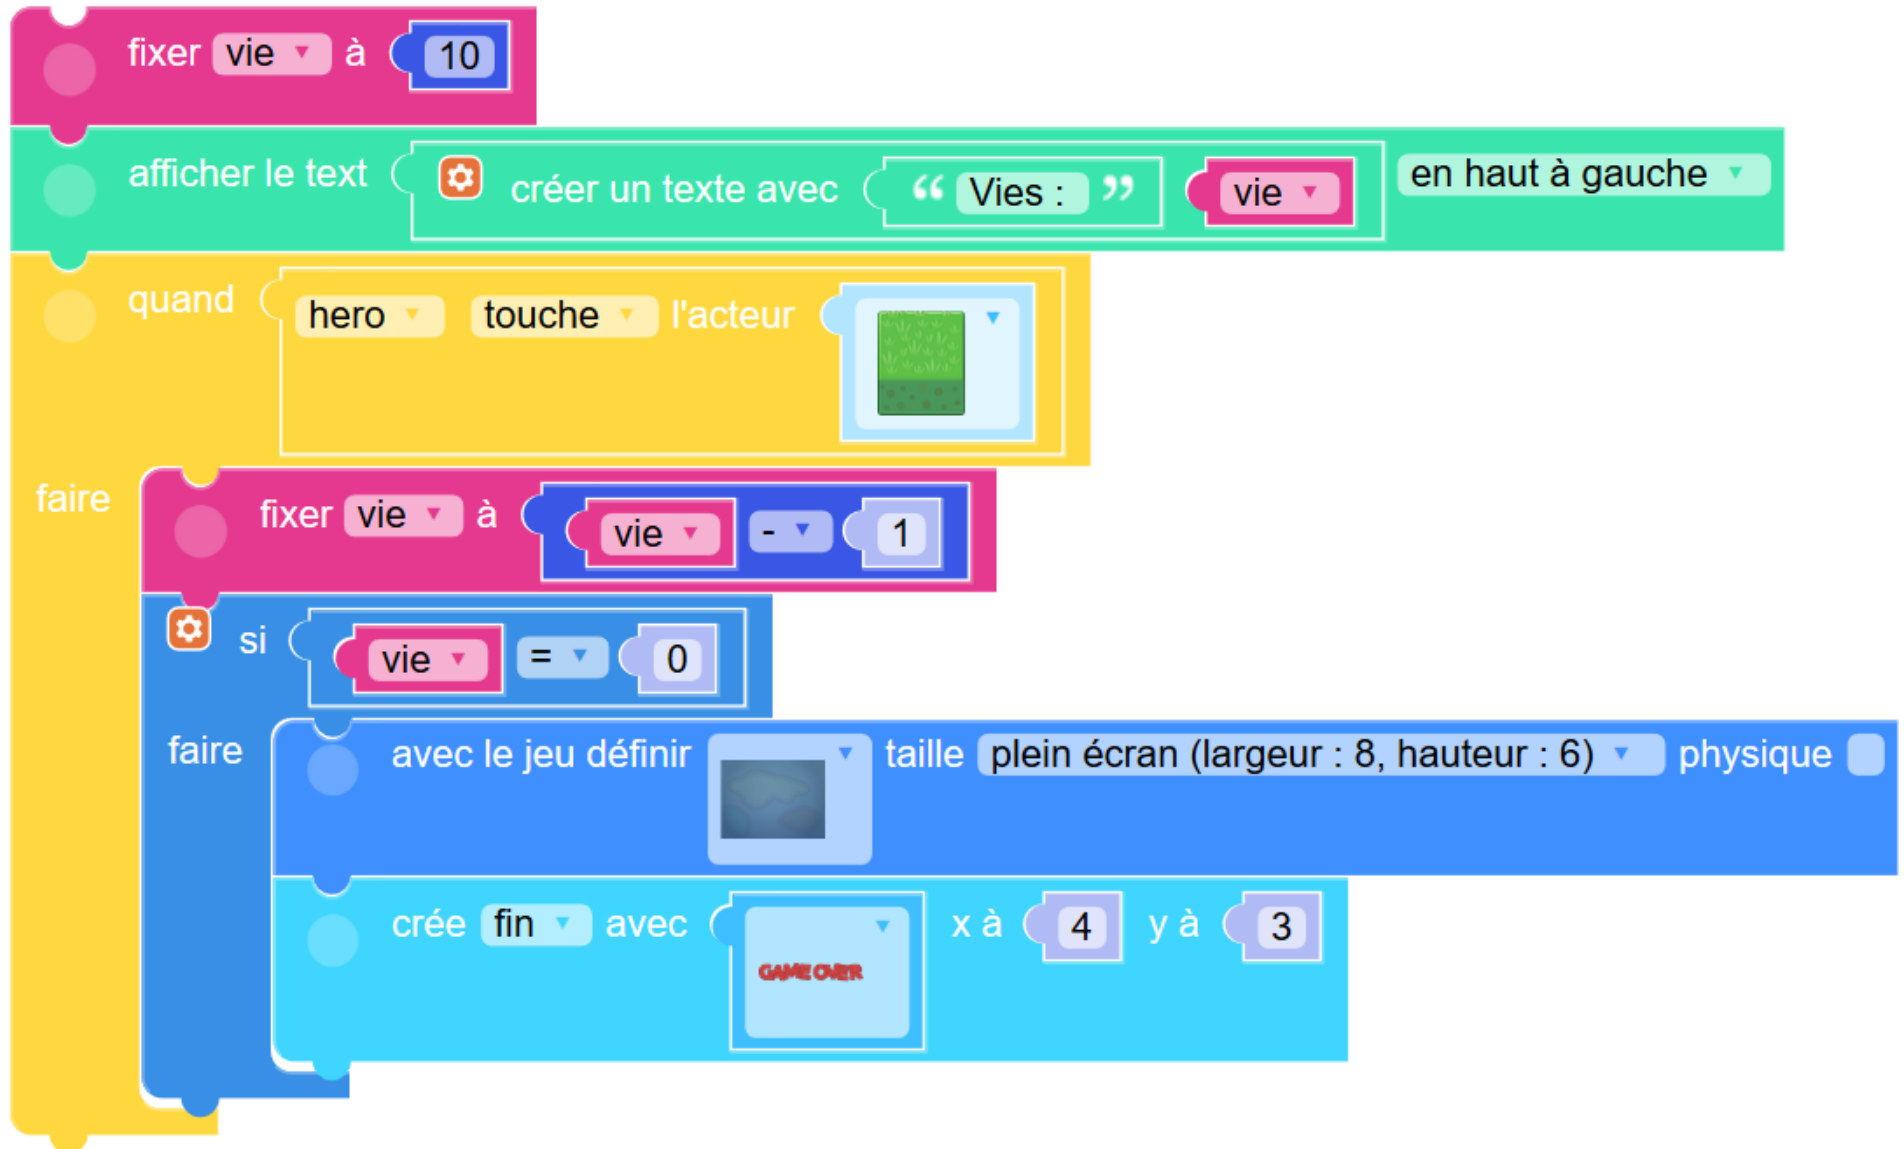 fixer vie à 10
afficher le text créer un texte avec “ Vies : ” vie en haut à gauche
quand hero touche l'acteur
faire fixer vie à vie - 1
si vie = 0
faire avec le jeu définir taille plein écran (largeur : 8, hauteur : 6) physique
crée fin avec GAME OVER x à 4 y à 3